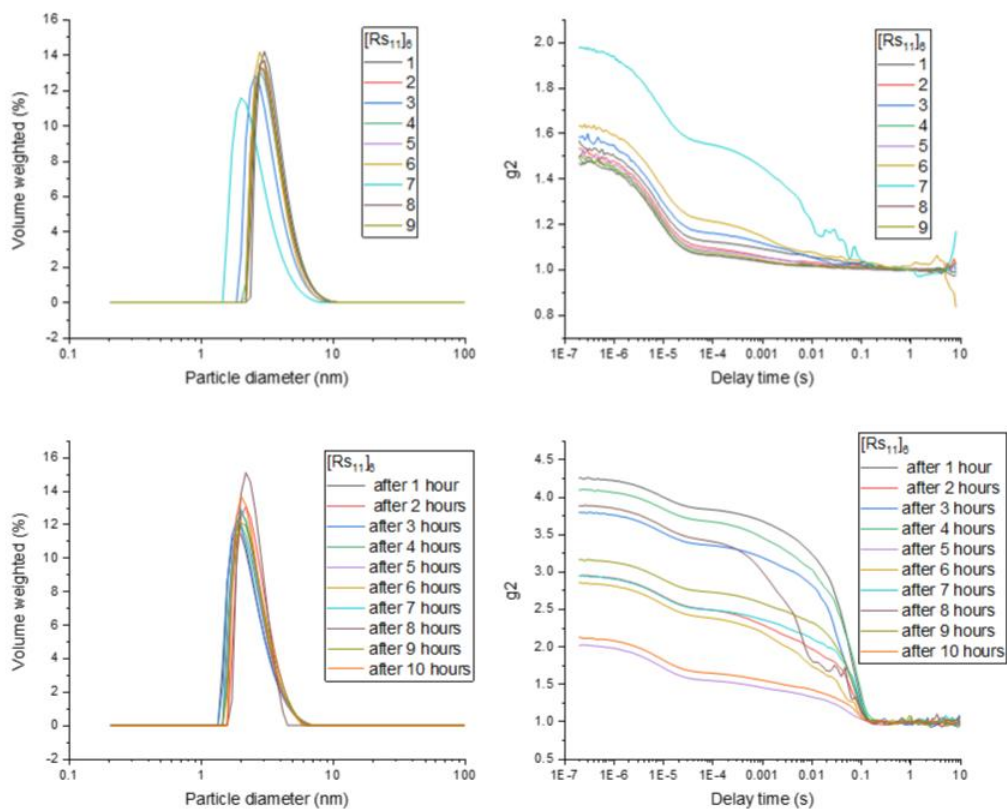 16
14
12
10
8
6
4
2
0
-2
Volume weighted (%)
0.1
1
10
100
Particle diameter (nm)
[Rs₁₁]₆
1
2
3
4
5
6
7
8
9
2.0
1.8
1.6
1.4
1.2
1.0
0.8
g2
1E-7
1E-6
1E-5
1E-4
0.001
0.01
0.1
1
10
Delay time (s)
[Rs₁₁]₆
1
2
3
4
5
6
7
8
9
16
14
12
10
8
6
4
2
0
-2
Volume weighted (%)
0.1
1
10
100
Particle diameter (nm)
[Rs₁₁]₆
after 1 hour
after 2 hours
after 3 hours
after 4 hours
after 5 hours
after 6 hours
after 7 hours
after 8 hours
after 9 hours
after 10 hours
4.5
4.0
3.5
3.0
2.5
2.0
1.5
1.0
0.5
g2
1E-7
1E-6
1E-5
1E-4
0.001
0.01
0.1
1
10
Delay time (s)
[Rs₁₁]₆
after 1 hour
after 2 hours
after 3 hours
after 4 hours
after 5 hours
after 6 hours
after 7 hours
after 8 hours
after 9 hours
after 10 hours